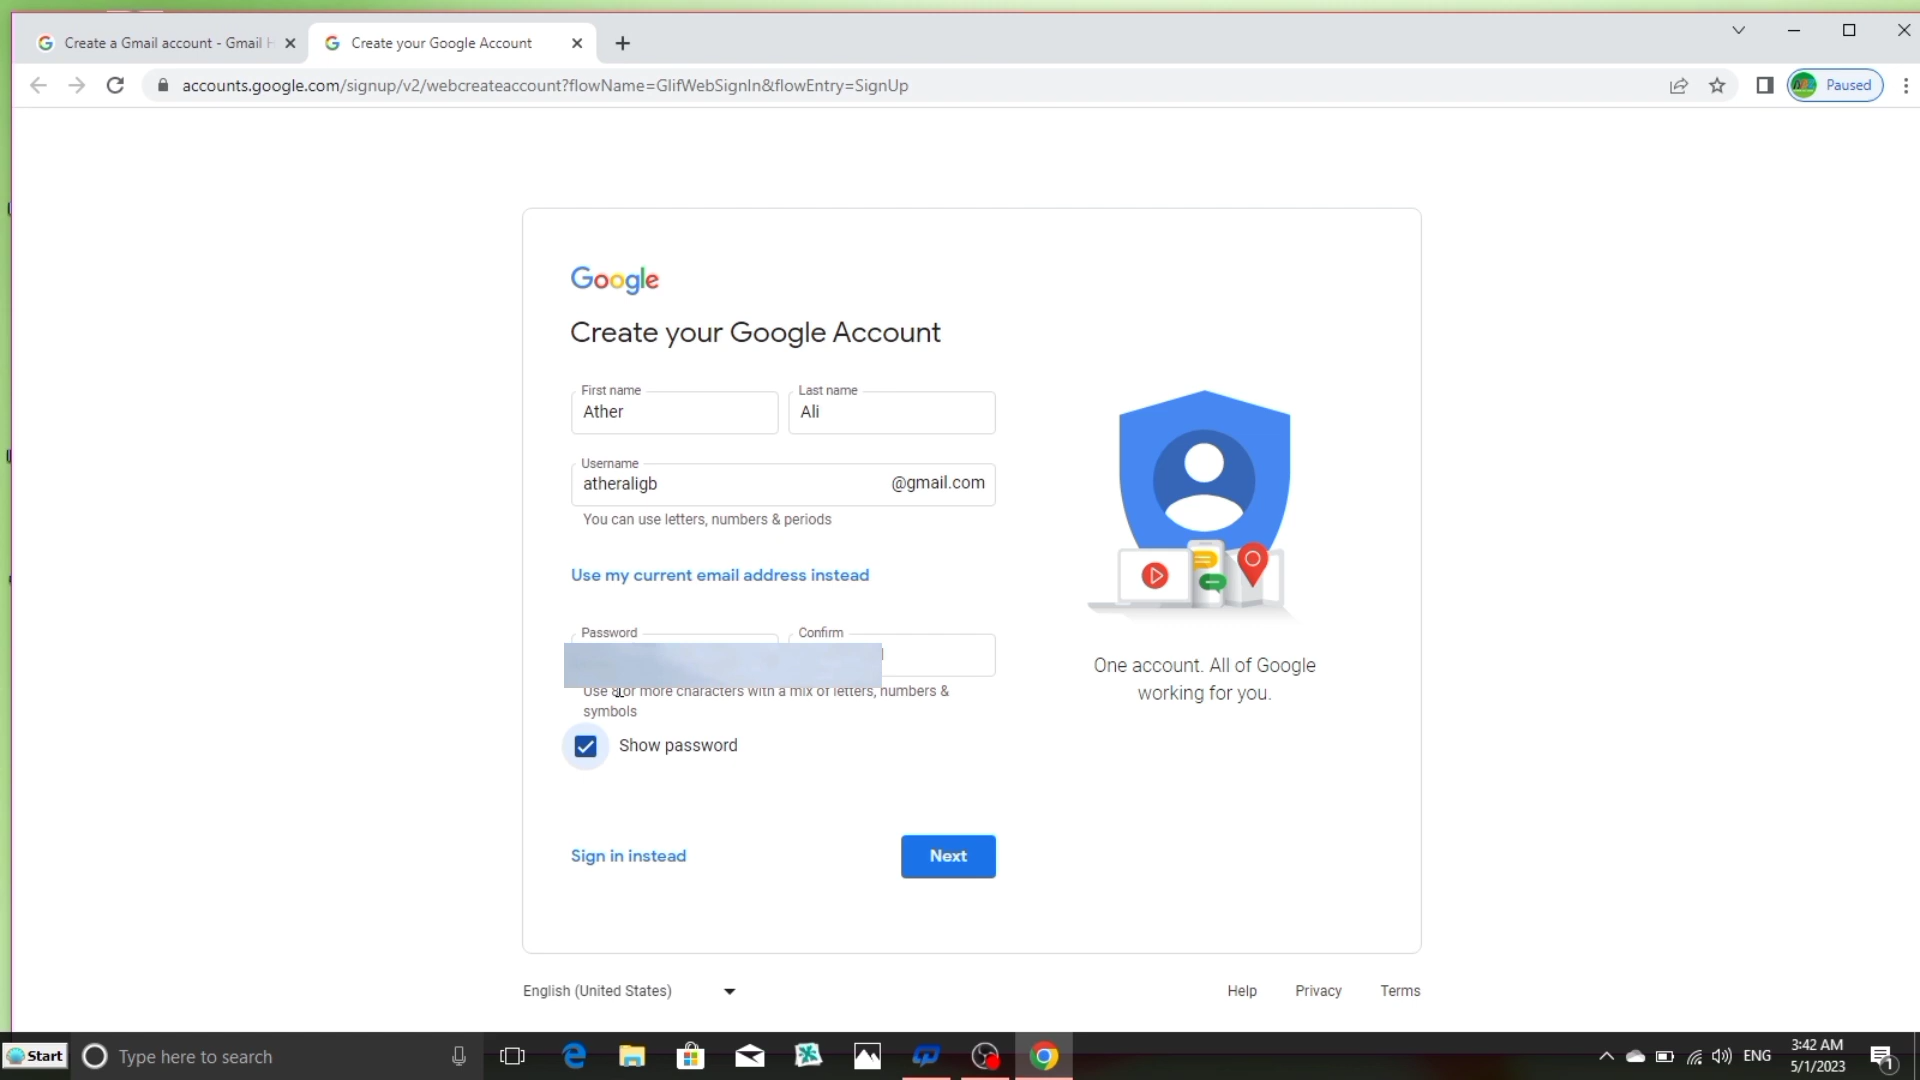 Create a Gmail account - Gmail H
Create your Google Account
accounts.google.com/signup/v2/webcreateaccount?flowName=GlifWebSignIn&flowEntry=SignUp
Paused
Google
Create your Google Account
First name
Ather
Last name
Ali
Username
atheraligb
@gmail.com
You can use letters, numbers & periods
Use my current email address instead
Password
Confirm
Use 8 or more characters with a mix of letters, numbers &
symbols
Show password
Sign in instead
Next
One account. All of Google
working for you.
English (United States)
Help
Privacy
Terms
Start
Type here to search
ENG
3:42 AM
5/1/2023
1